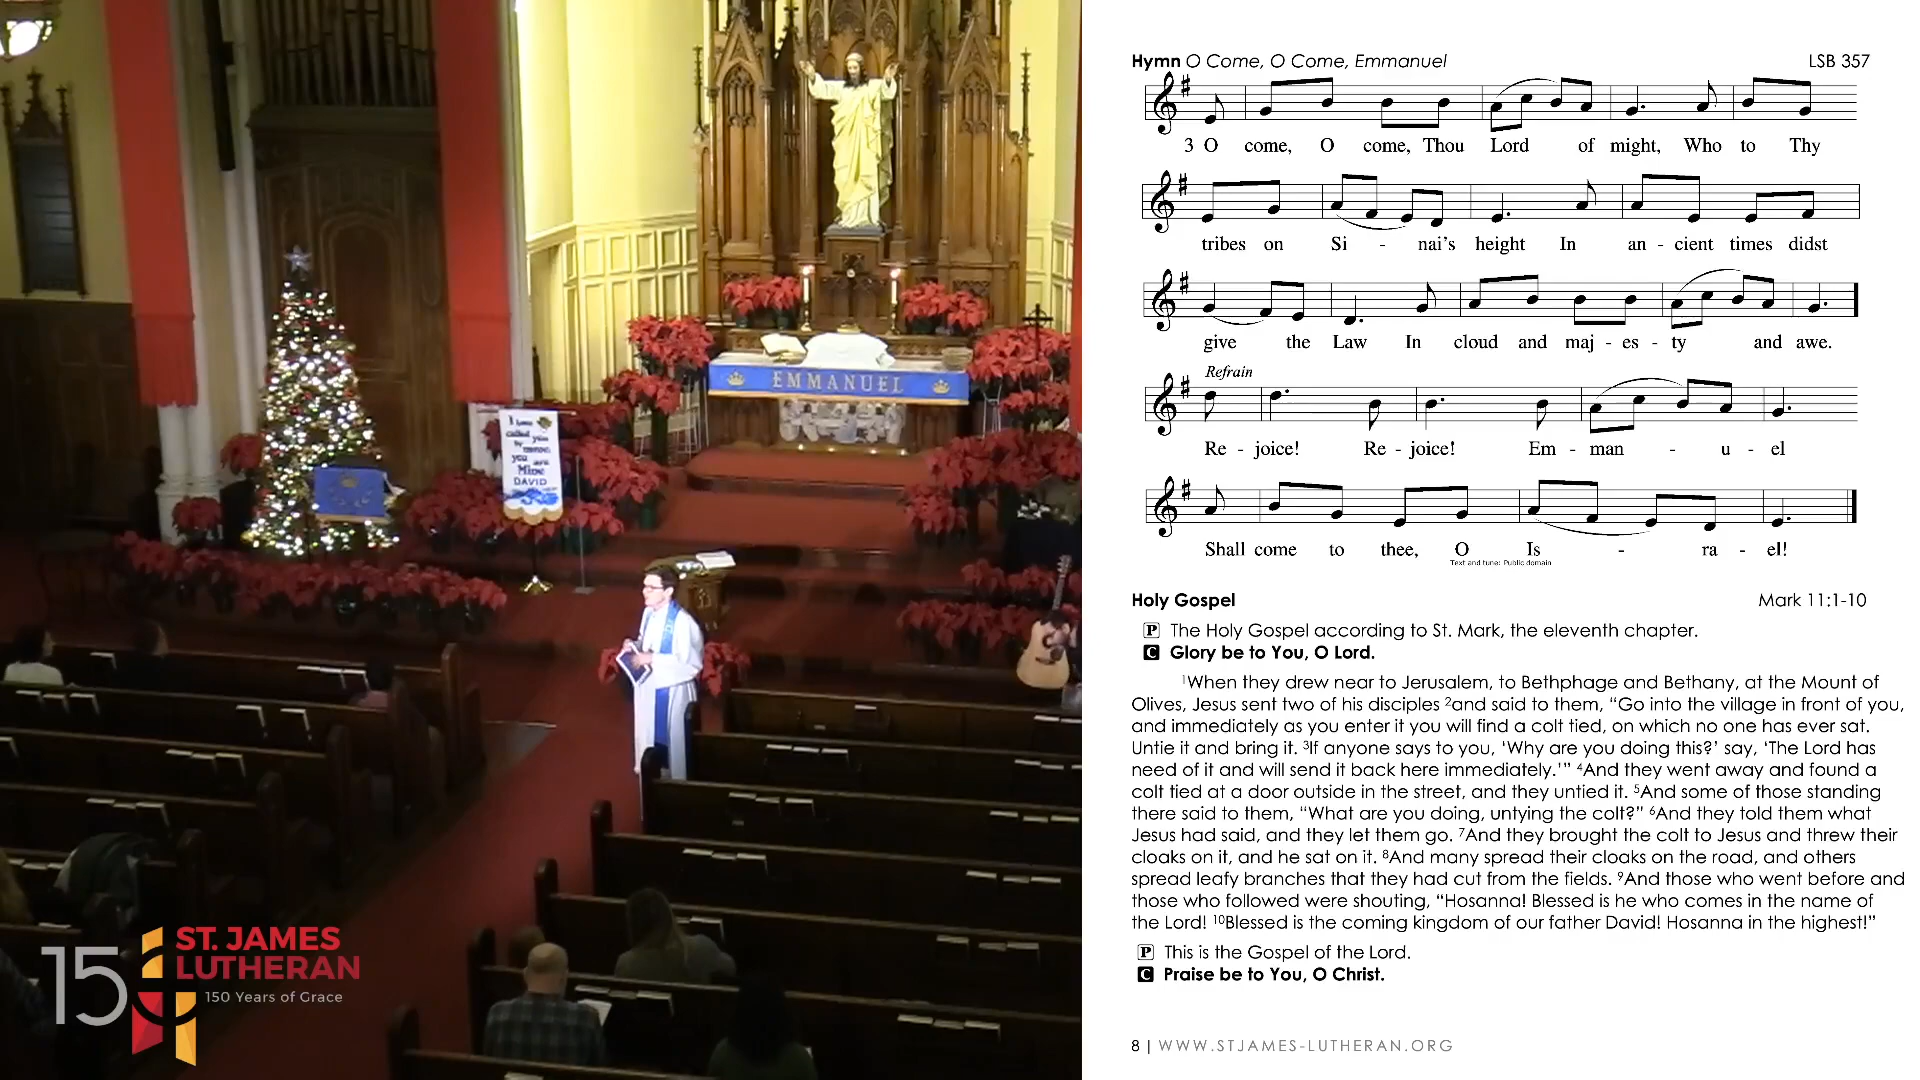 EMMANUEL
I have
called you
by
name:
you are
Mine
DAVID
150
ST. JAMES
LUTHERAN
150 Years of Grace
Hymn O Come, O Come, Emmanuel LSB 357
3 O come, O come, Thou Lord of might, Who to Thy
tribes on Si - nai’s height In an - cient times didst
give the Law In cloud and maj - es - ty and awe.
Refrain
Re - joice! Re - joice! Em - man - u - el
Shall come to thee, O Is - ra - el!
Text and tune: Public domain
Holy Gospel Mark 11:1-10
P The Holy Gospel according to St. Mark, the eleventh chapter.
C Glory be to You, O Lord.
1When they drew near to Jerusalem, to Bethphage and Bethany, at the Mount of
Olives, Jesus sent two of his disciples 2and said to them, “Go into the village in front of you,
and immediately as you enter it you will find a colt tied, on which no one has ever sat.
Untie it and bring it. 3If anyone says to you, ‘Why are you doing this?’ say, ‘The Lord has
need of it and will send it back here immediately.’” 4And they went away and found a
colt tied at a door outside in the street, and they untied it. 5And some of those standing
there said to them, “What are you doing, untying the colt?” 6And they told them what
Jesus had said, and they let them go. 7And they brought the colt to Jesus and threw their
cloaks on it, and he sat on it. 8And many spread their cloaks on the road, and others
spread leafy branches that they had cut from the fields. 9And those who went before and
those who followed were shouting, “Hosanna! Blessed is he who comes in the name of
the Lord! 10Blessed is the coming kingdom of our father David! Hosanna in the highest!”
P This is the Gospel of the Lord.
C Praise be to You, O Christ.
8 | WWW.STJAMES-LUTHERAN.ORG